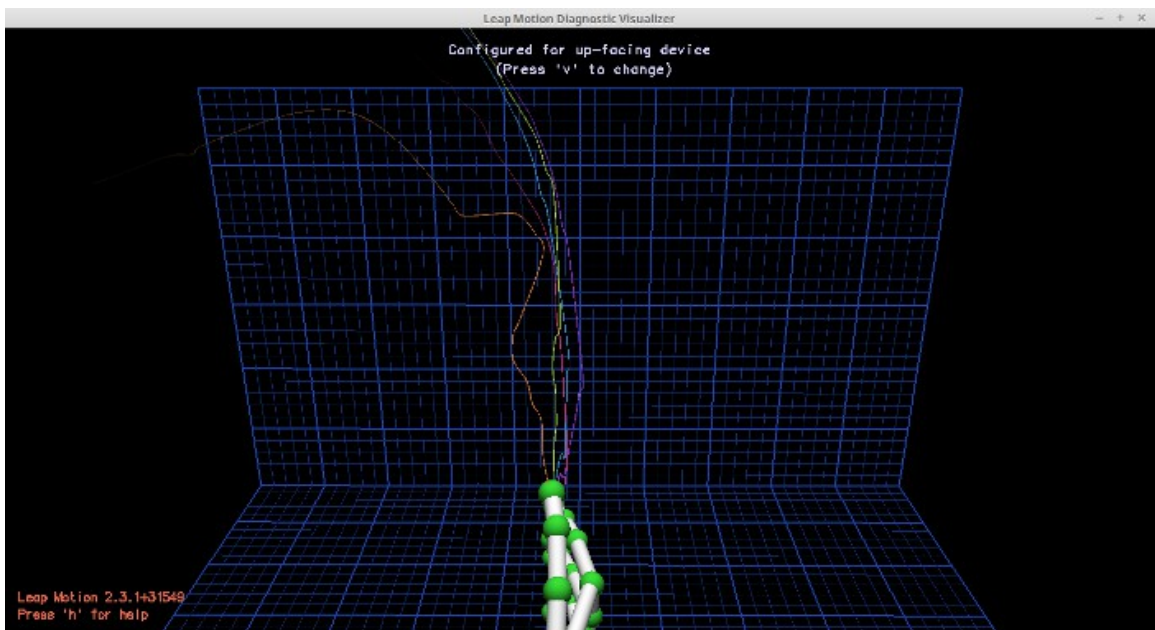 Leap Motion Diagnostic Visualizer
Configured for up-facing device
(Press 'v' to change)
Leap Motion 2.3.1+31549
Press 'h' for help